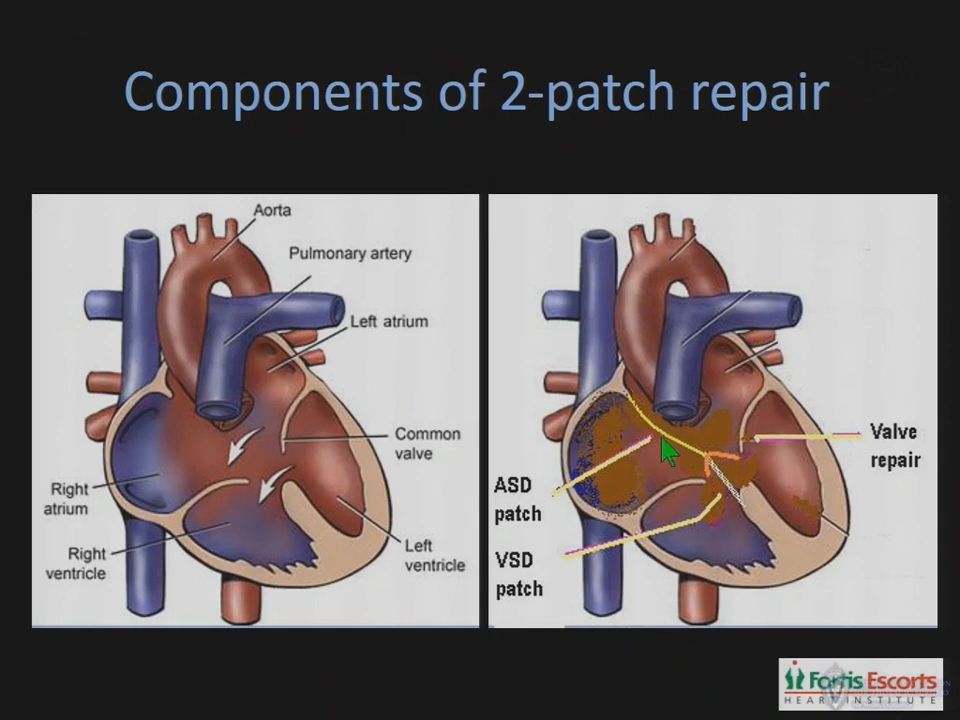 Components of 2-patch repair
Aorta
Pulmonary artery
Left atrium
Common
valve
Right
atrium
Right
ventricle
Left
ventricle
Valve
repair
ASD
patch
VSD
patch
Fortis Escorts
HEART INSTITUTE